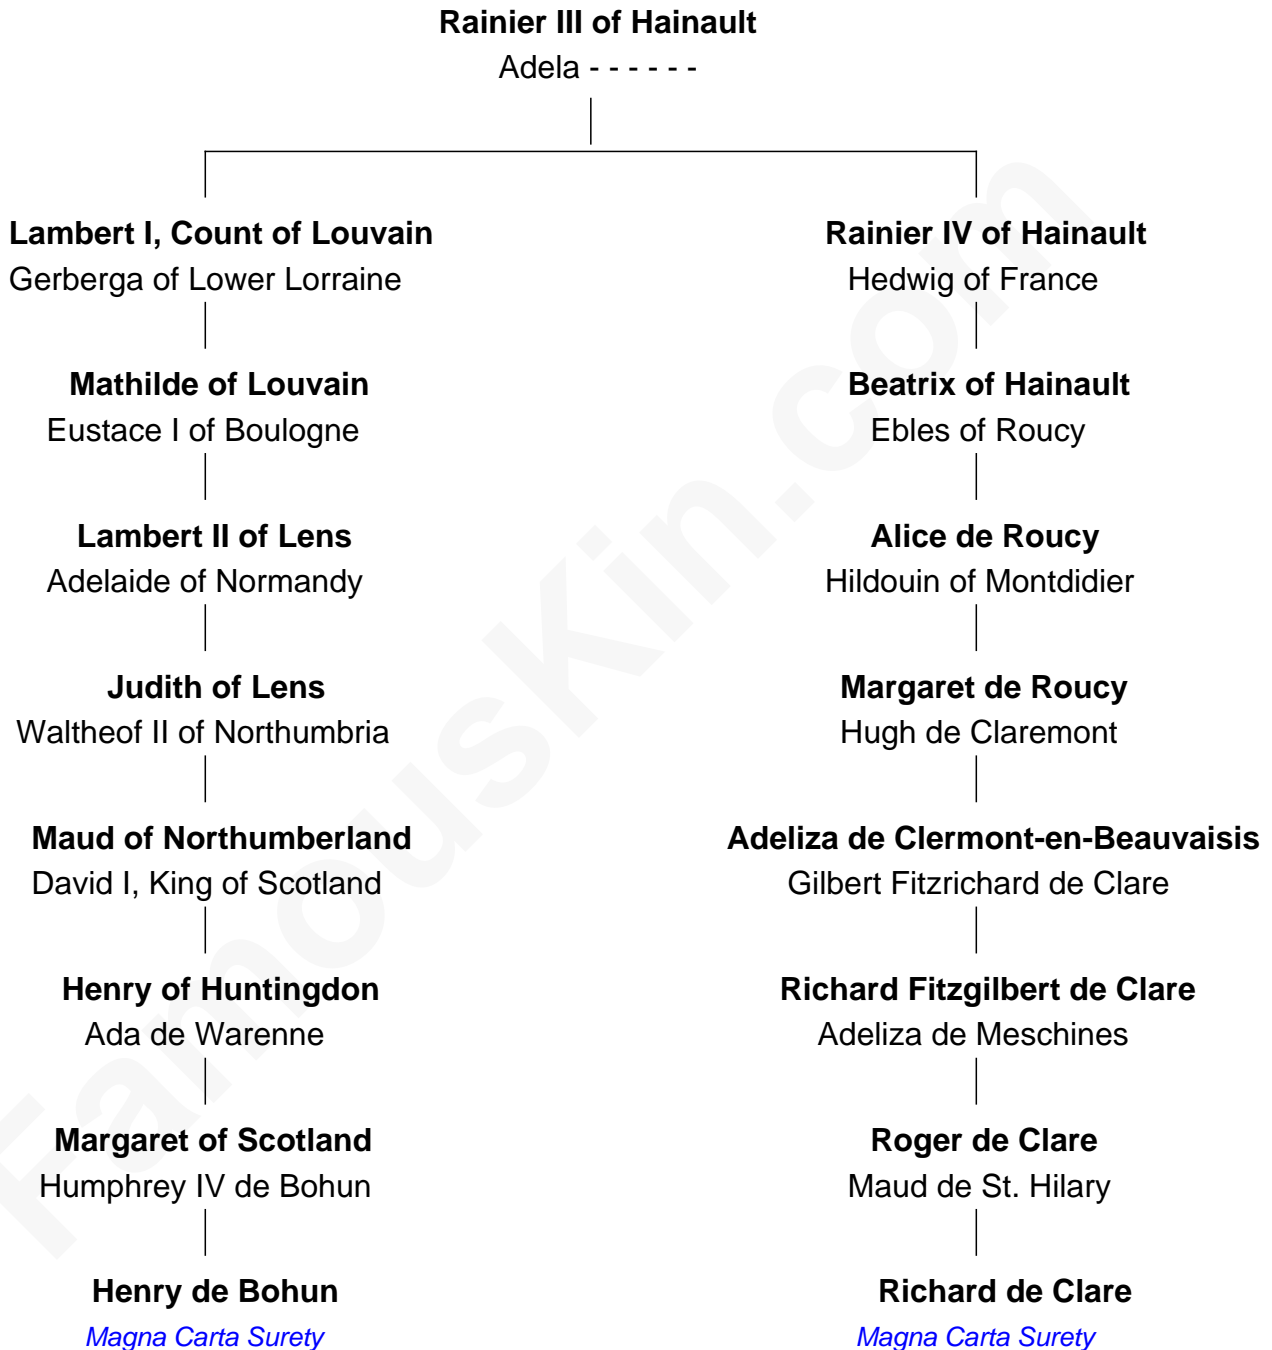 Rainier III of Hainault
Adela - - - - - -
Lambert I, Count of Louvain
Gerberga of Lower Lorraine
Rainier IV of Hainault
Hedwig of France
Mathilde of Louvain
Eustace I of Boulogne
Beatrix of Hainault
Ebles of Roucy
Lambert II of Lens
Adelaide of Normandy
Alice de Roucy
Hildouin of Montdidier
Judith of Lens
Waltheof II of Northumbria
Margaret de Roucy
Hugh de Claremont
Maud of Northumberland
David I, King of Scotland
Adeliza de Clermont-en-Beauvaisis
Gilbert Fitzrichard de Clare
Henry of Huntingdon
Ada de Warenne
Richard Fitzgilbert de Clare
Adeliza de Meschines
Margaret of Scotland
Humphrey IV de Bohun
Roger de Clare
Maud de St. Hilary
Henry de Bohun
Magna Carta Surety
Richard de Clare
Magna Carta Surety
FamousKin.com